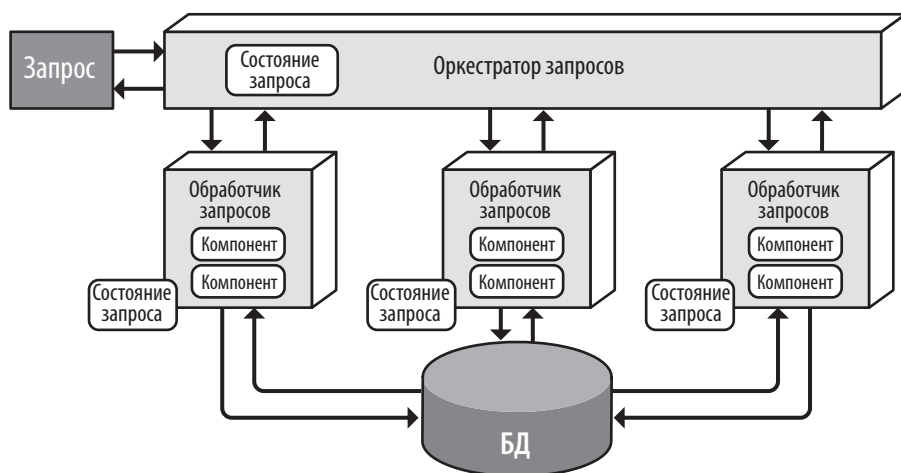 Запрос
Состояние
запроса
Оркестратор запросов
Обработчик
запросов
Компонент
Компонент
Состояние
запроса
Обработчик
запросов
Компонент
Компонент
Состояние
запроса
Обработчик
запросов
Компонент
Компонент
Состояние
запроса
БД